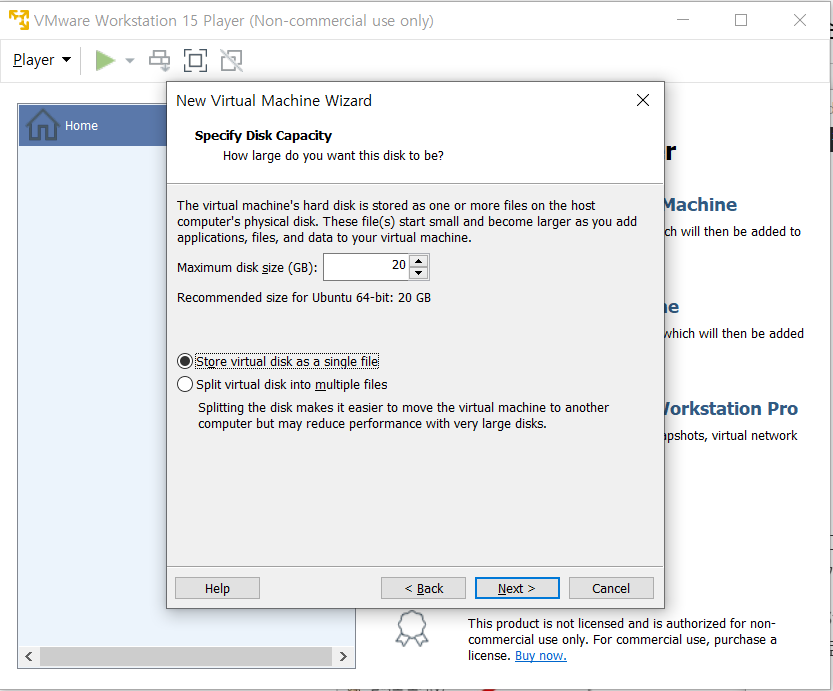 VMware Workstation 15 Player (Non-commercial use only)
Player
Home
New Virtual Machine Wizard
Specify Disk Capacity
How large do you want this disk to be?
The virtual machine's hard disk is stored as one or more files on the host
computer's physical disk. These file(s) start small and become larger as you add
applications, files, and data to your virtual machine.
Maximum disk size (GB): 20
Recommended size for Ubuntu 64-bit: 20 GB
Store virtual disk as a single file
Split virtual disk into multiple files
Splitting the disk makes it easier to move the virtual machine to another
computer but may reduce performance with very large disks.
Help
< Back
Next >
Cancel
r
Machine
ch will then be added to
ne
which will then be added
Workstation Pro
apshots, virtual network
This product is not licensed and is authorized for non-
commercial use only. For commercial use, purchase a
license. Buy now.